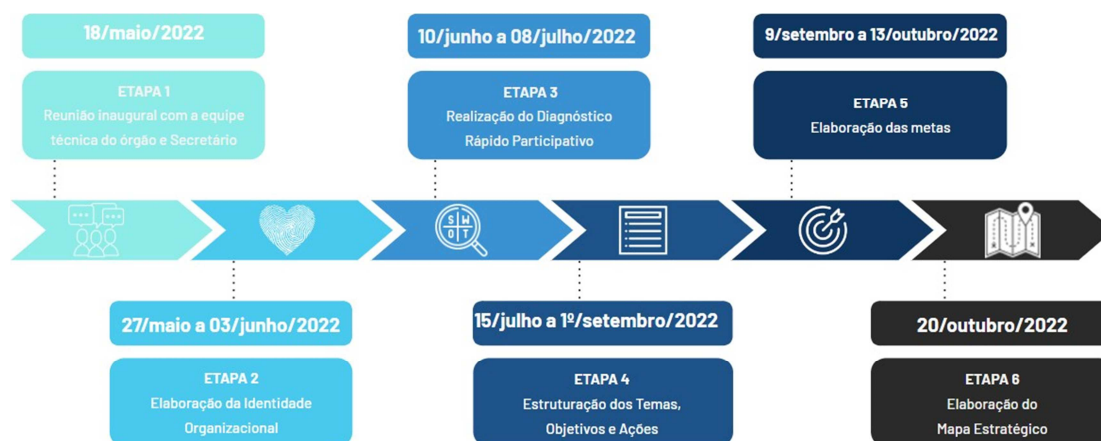 18/maio/2022
ETAPA 1
Reunião inaugural com a equipe
técnica do órgão e Secretário
10/junho a 08/julho/2022
ETAPA 3
Realização do Diagnóstico
Rápido Participativo
9/setembro a 13/outubro/2022
ETAPA 5
Elaboração das metas
S W
O T
27/maio a 03/junho/2022
ETAPA 2
Elaboração da Identidade
Organizacional
15/julho a 1º/setembro/2022
ETAPA 4
Estruturação dos Temas,
Objetivos e Ações
20/outubro/2022
ETAPA 6
Elaboração do
Mapa Estratégico